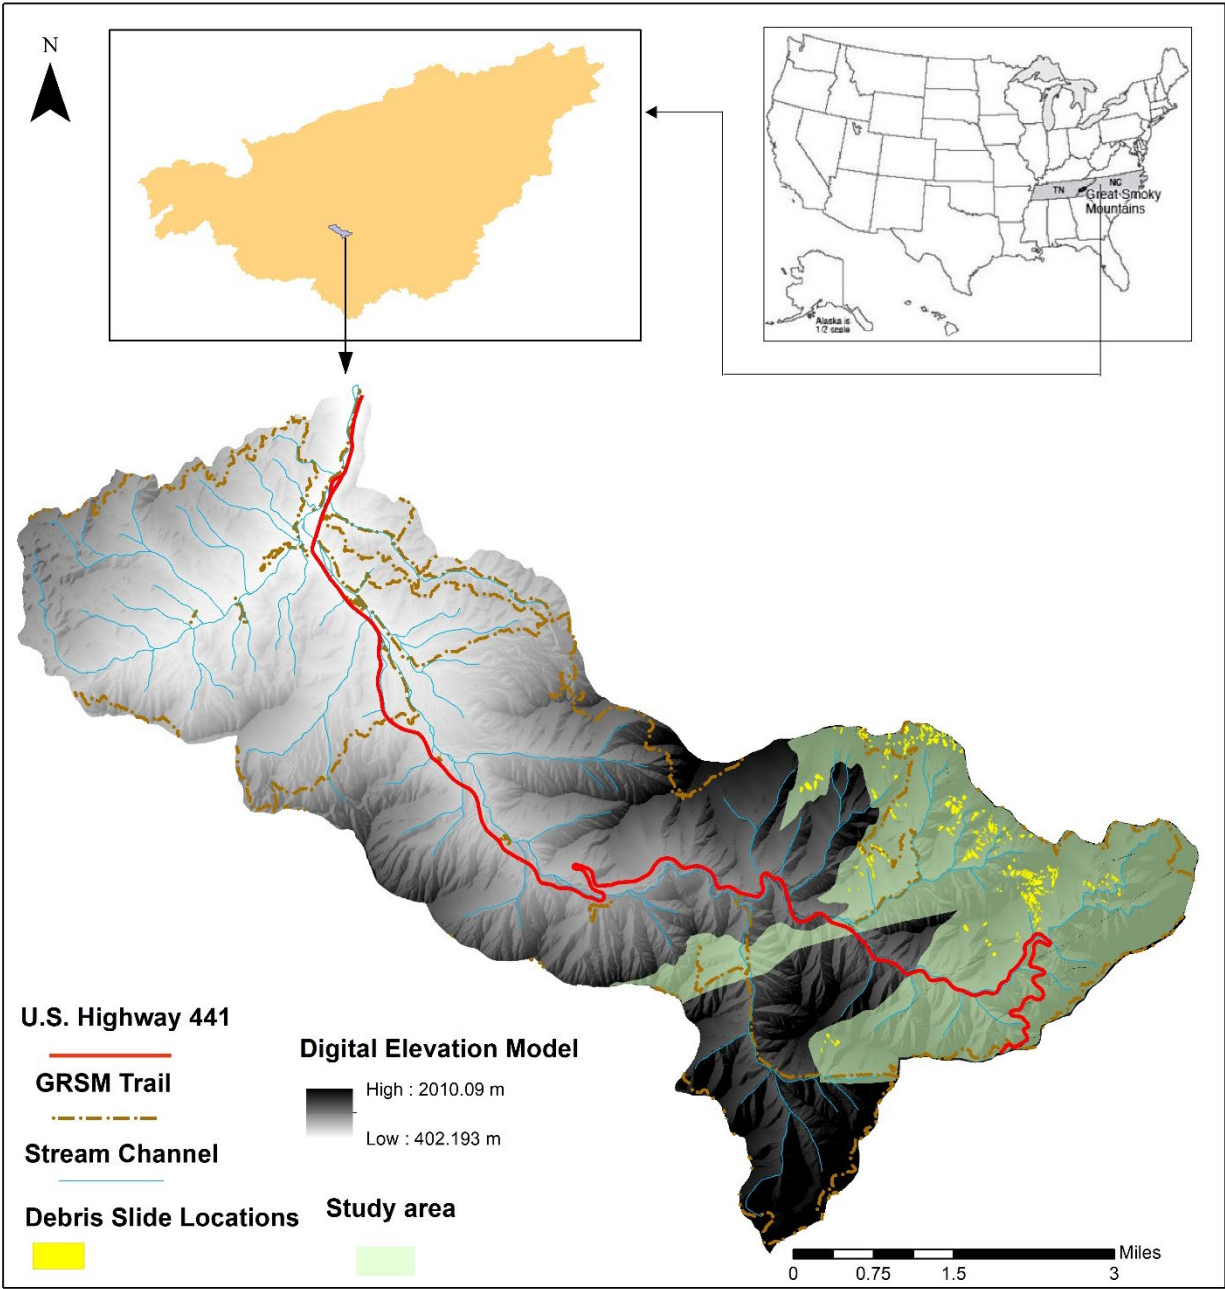 N
TN
NC
Great Smoky
Mountains
Alaska is
1/2 scale
U.S. Highway 441
GRSM Trail
Stream Channel
Debris Slide Locations
Digital Elevation Model
High : 2010.09 m
Low : 402.193 m
Study area
Miles
0
0.75
1.5
3